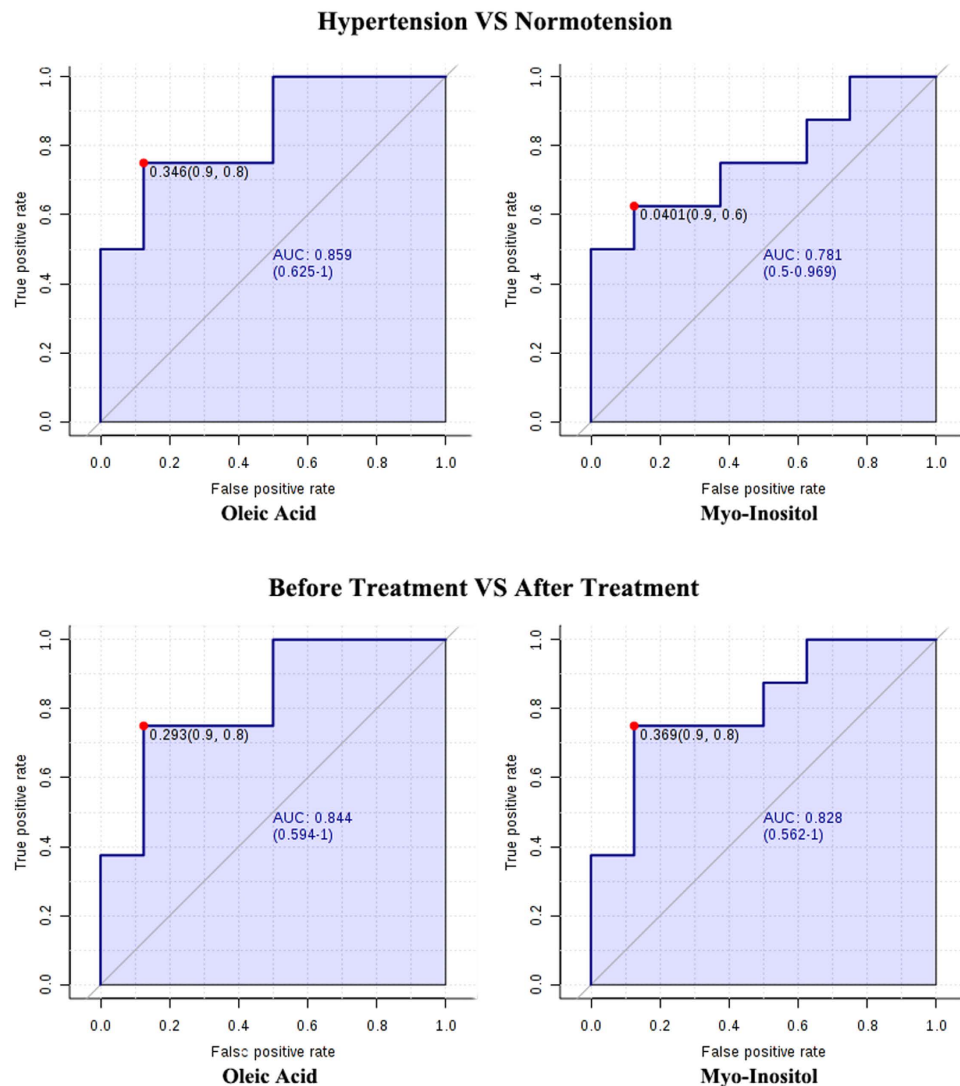 Hypertension VS Normotension
1.0
0.8
0.6
0.4
0.2
0.0
True positive rate
0.346(0.9, 0.8)
AUC: 0.859
(0.625-1)
0.0 0.2 0.4 0.6 0.8 1.0
False positive rate
Oleic Acid
1.0
0.8
0.6
0.4
0.2
0.0
True positive rate
0.0401(0.9, 0.6)
AUC: 0.781
(0.5-0.969)
0.0 0.2 0.4 0.6 0.8 1.0
False positive rate
Myo-Inositol
Before Treatment VS After Treatment
1.0
0.8
0.6
0.4
0.2
0.0
True positive rate
0.293(0.9, 0.8)
AUC: 0.844
(0.594-1)
0.0 0.2 0.4 0.6 0.8 1.0
False positive rate
Oleic Acid
1.0
0.8
0.6
0.4
0.2
0.0
True positive rate
0.369(0.9, 0.8)
AUC: 0.828
(0.562-1)
0.0 0.2 0.4 0.6 0.8 1.0
False positive rate
Myo-Inositol